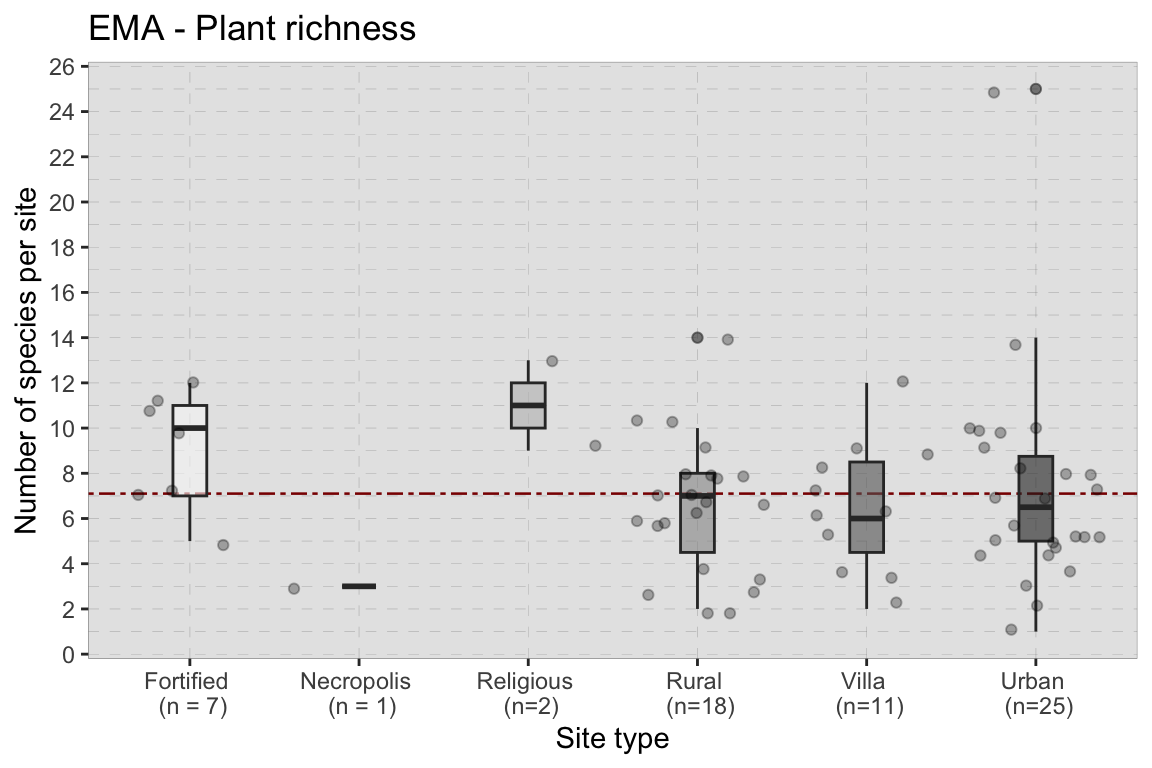 EMA - Plant richness
Number of species per site
26
24
22
20
18
16
14
12
10
8
6
4
2
0
Fortified
(n = 7)
Necropolis
(n = 1)
Religious
(n=2)
Rural
(n=18)
Villa
(n=11)
Urban
(n=25)
Site type